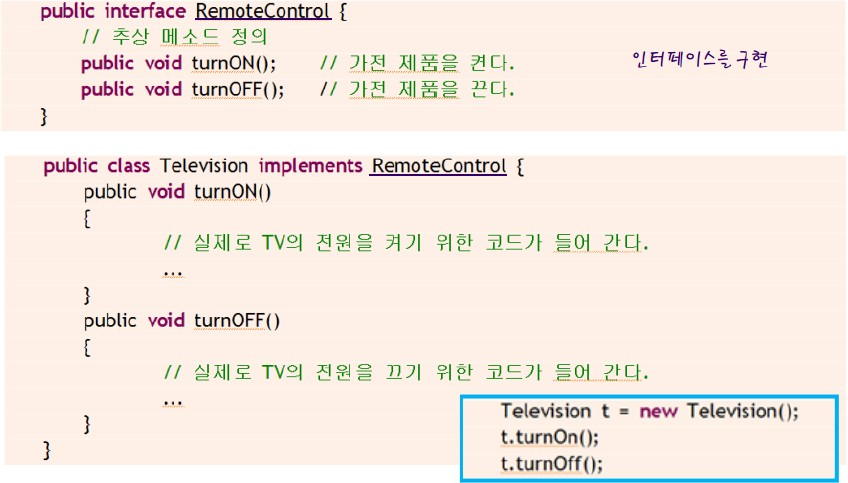 public interface RemoteControl {
// 추상 메소드 정의
public void turnON(); // 가전 제품을 켠다.
public void turnOFF(); // 가전 제품을 끈다.
}
인터페이스를 구현
public class Television implements RemoteControl {
public void turnON()
{
// 실제로 TV의 전원을 켜기 위한 코드가 들어 간다.
...
}
public void turnOFF()
{
// 실제로 TV의 전원을 끄기 위한 코드가 들어 간다.
...
}
}
Television t = new Television();
t.turnOn();
t.turnOff();